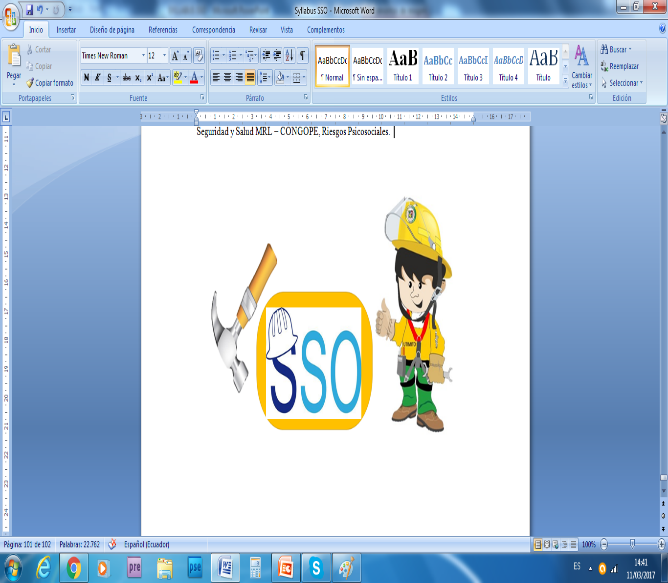 Syllabus SSO - Microsoft Word
Inicio Insertar Diseño de página Referencias Correspondencia Revisar Vista Complementos
Pegar
Cortar
Copiar
Copiar formato
Portapapeles
Times New Roman 12
Fuente
Párrafo
AaBbCcDc AaBbCcDc AaB AaBbCc AaBbCcI AaBbCcD AaB
¶ Normal ¶ Sin espa... Título 1 Título 2 Título 3 Título 4 Título
Cambiar estilos
Estilos
Buscar
Reemplazar
Seleccionar
Edición
Seguridad y Salud MRL – CONGOPE, Riesgos Psicosociales.
SSO
Página: 101 de 102 Palabras: 22.762 Español (Ecuador) 100%
pre pse ES 14:41
11/03/2017